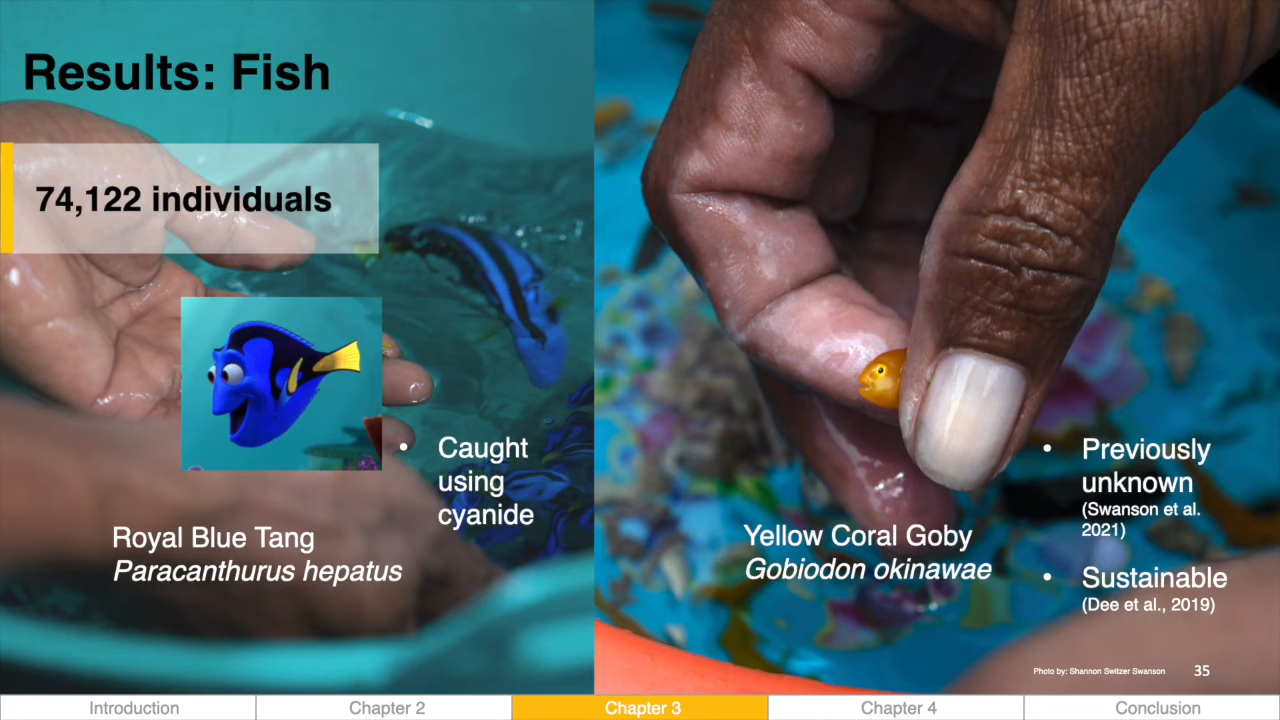 Results: Fish
74,122 individuals
• Caught
using
cyanide
Royal Blue Tang
Paracanthurus hepatus
Yellow Coral Goby
Gobiodon okinawae
• Previously
unknown
(Swanson et al.
2021)
• Sustainable
(Dee et al., 2019)
Photo by: Shannon Switzer Swanson
35
Introduction
Chapter 2
Chapter 3
Chapter 4
Conclusion